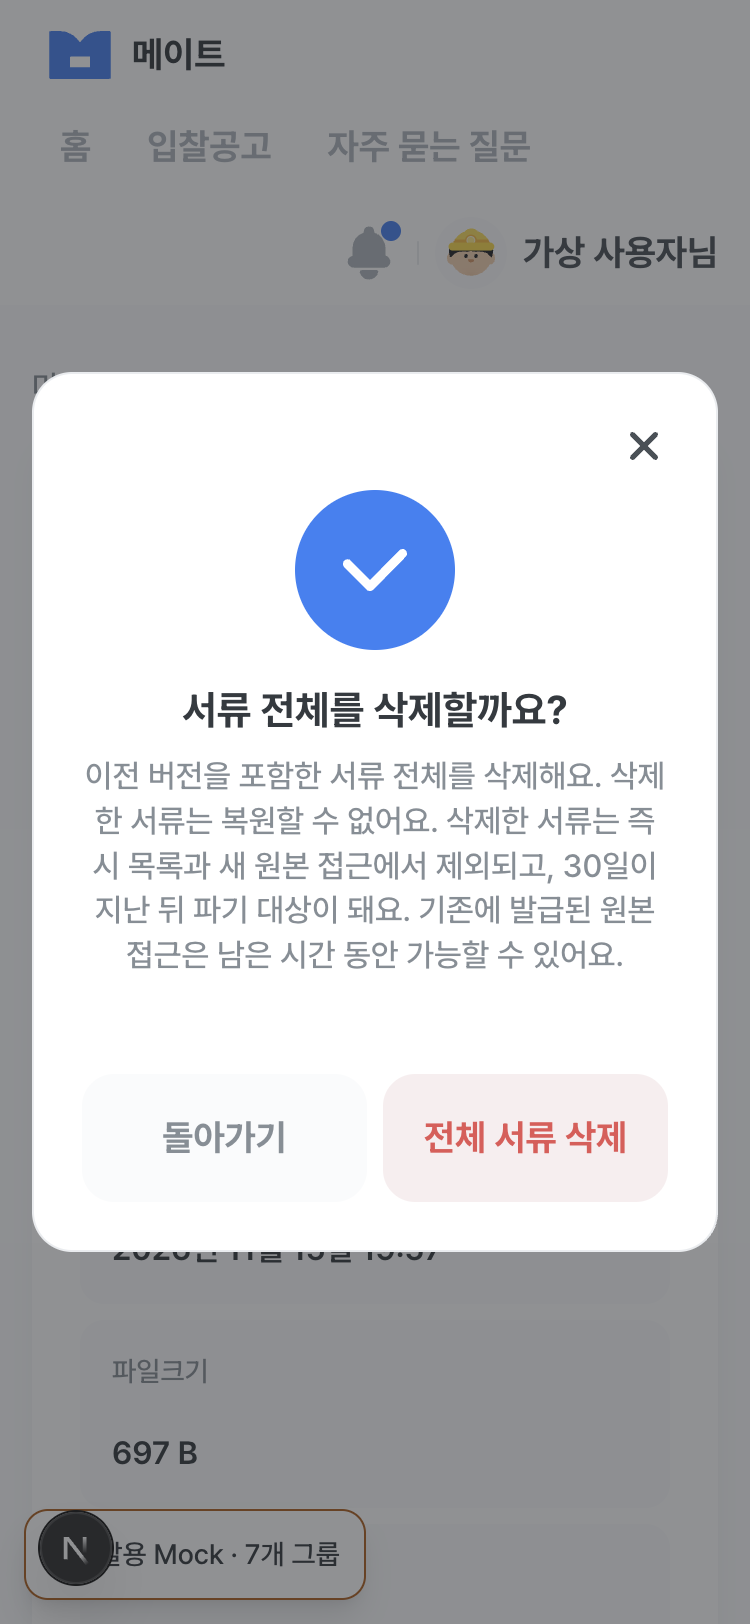 메이트
홈 입찰공고 자주 묻는 질문
가상 사용자님
서류 전체를 삭제할까요?
이전 버전을 포함한 서류 전체를 삭제해요. 삭제
한 서류는 복원할 수 없어요. 삭제한 서류는 즉
시 목록과 새 원본 접근에서 제외되고, 30일이
지난 뒤 파기 대상이 돼요. 기존에 발급된 원본
접근은 남은 시간 동안 가능할 수 있어요.
돌아가기 전체 서류 삭제
파일크기
697 B
N
Mock · 7개 그룹